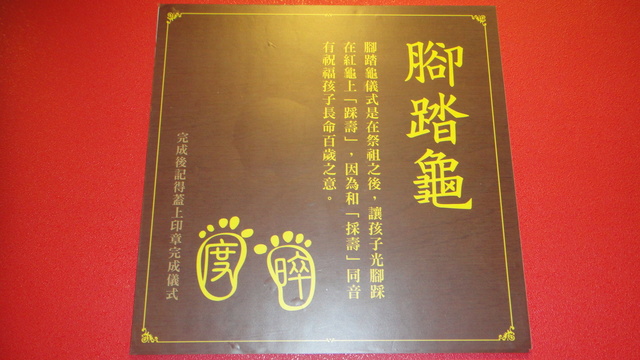 腳踏龜
腳踏龜儀式是在祭祖之後，讓孩子光腳踩
在紅龜上「踩壽」，因為和「採壽」同音
有祝福孩子長命百歲之意。
度晬
完成後記得蓋上印章完成儀式